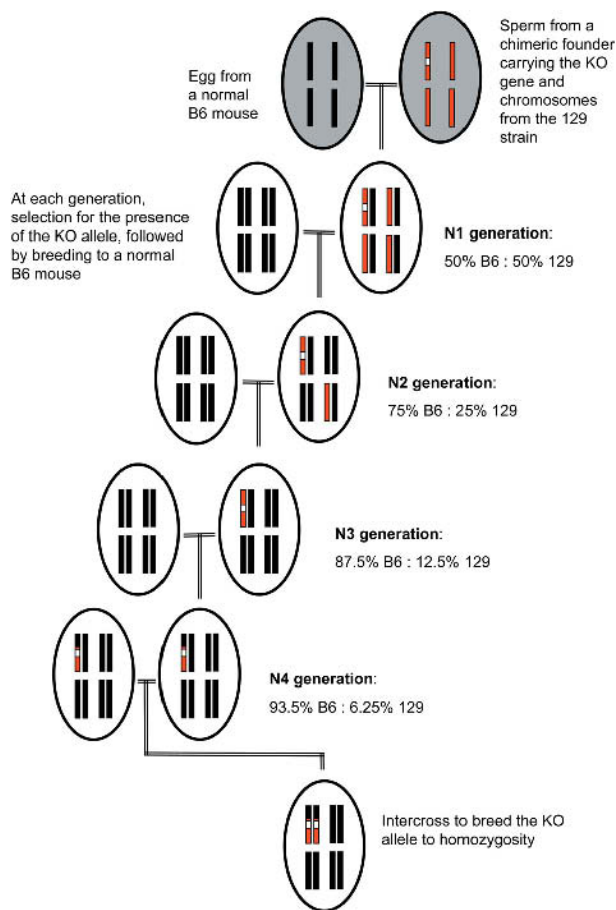 Egg from
a normal
B6 mouse
Sperm from a
chimeric founder
carrying the KO
gene and
chromosomes
from the 129
strain
At each generation,
selection for the presence
of the KO allele, followed
by breeding to a normal
B6 mouse
N1 generation:
50% B6 : 50% 129
N2 generation:
75% B6 : 25% 129
N3 generation:
87.5% B6 : 12.5% 129
N4 generation:
93.5% B6 : 6.25% 129
Intercross to breed the KO
allele to homozygosity